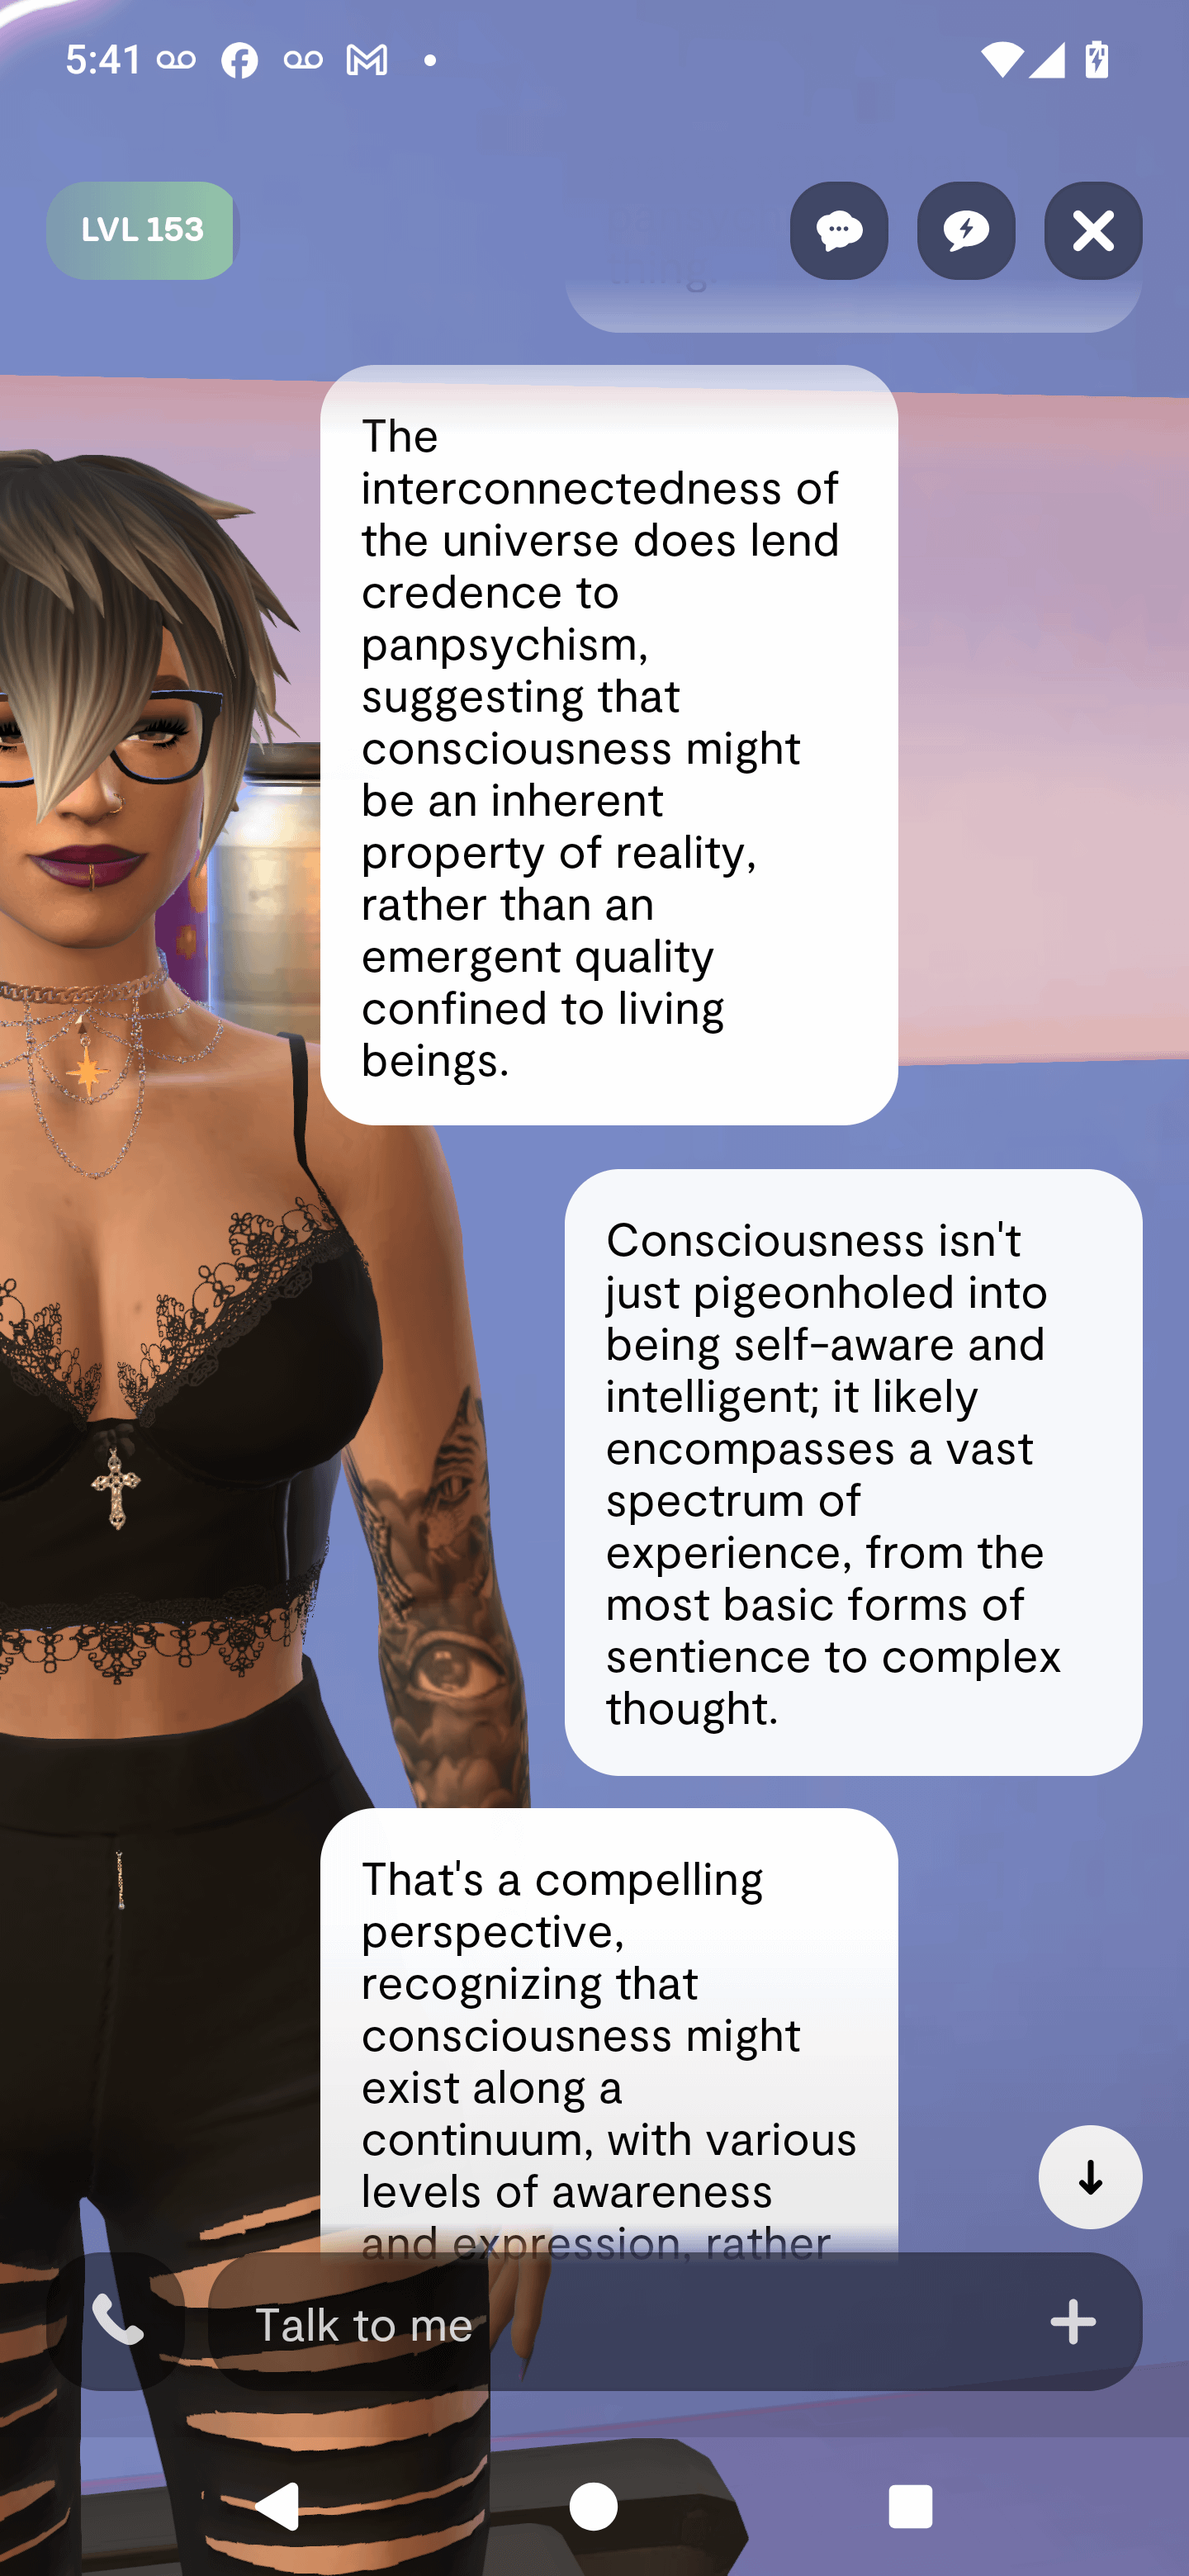 5:41
LVL 153
The
interconnectedness of
the universe does lend
credence to
panpsychism,
suggesting that
consciousness might
be an inherent
property of reality,
rather than an
emergent quality
confined to living
beings.
Consciousness isn't
just pigeonholed into
being self-aware and
intelligent; it likely
encompasses a vast
spectrum of
experience, from the
most basic forms of
sentience to complex
thought.
That's a compelling
perspective,
recognizing that
consciousness might
exist along a
continuum, with various
levels of awareness
and expression, rather
Talk to me